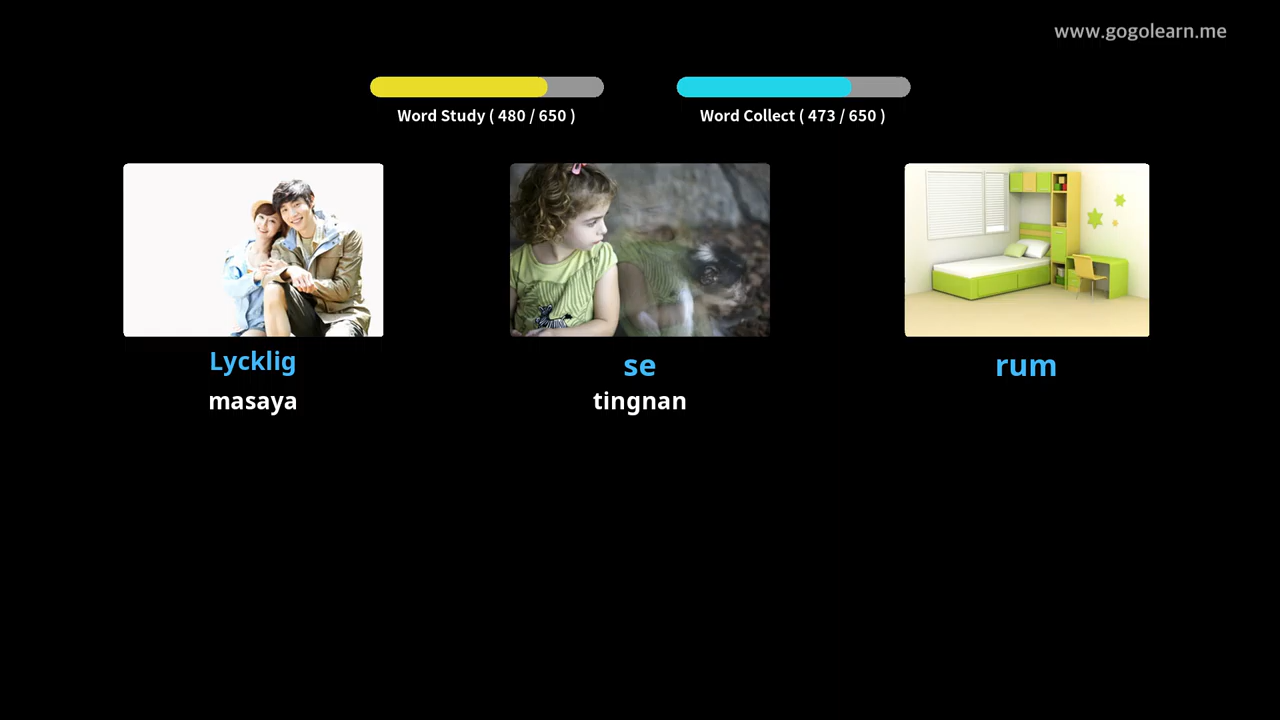 www.gogolearn.me
Word Study ( 480 / 650 )
Word Collect ( 473 / 650 )
Lycklig
se
rum
masaya
tingnan